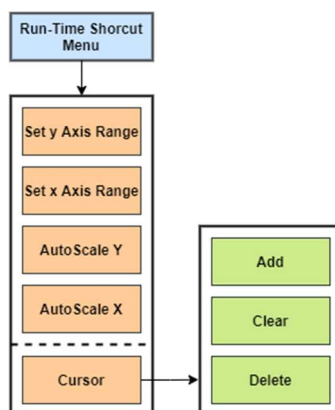 Run-Time Shorcut
Menu
Set y Axis Range
Set x Axis Range
AutoScale Y
AutoScale X
Cursor
Add
Clear
Delete